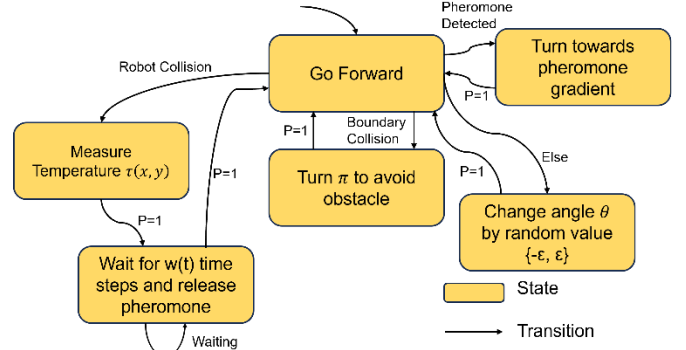 Pheromone
Detected
Go Forward
Turn towards
pheromone
gradient
Robot Collision
P=1
Measure
Temperature τ(x, y)
P=1
Boundary
Collision
P=1
Turn π to avoid
obstacle
P=1
Else
P=1
Change angle θ
by random value
{-ε, ε}
P=1
Wait for w(t) time
steps and release
pheromone
Waiting
State
Transition